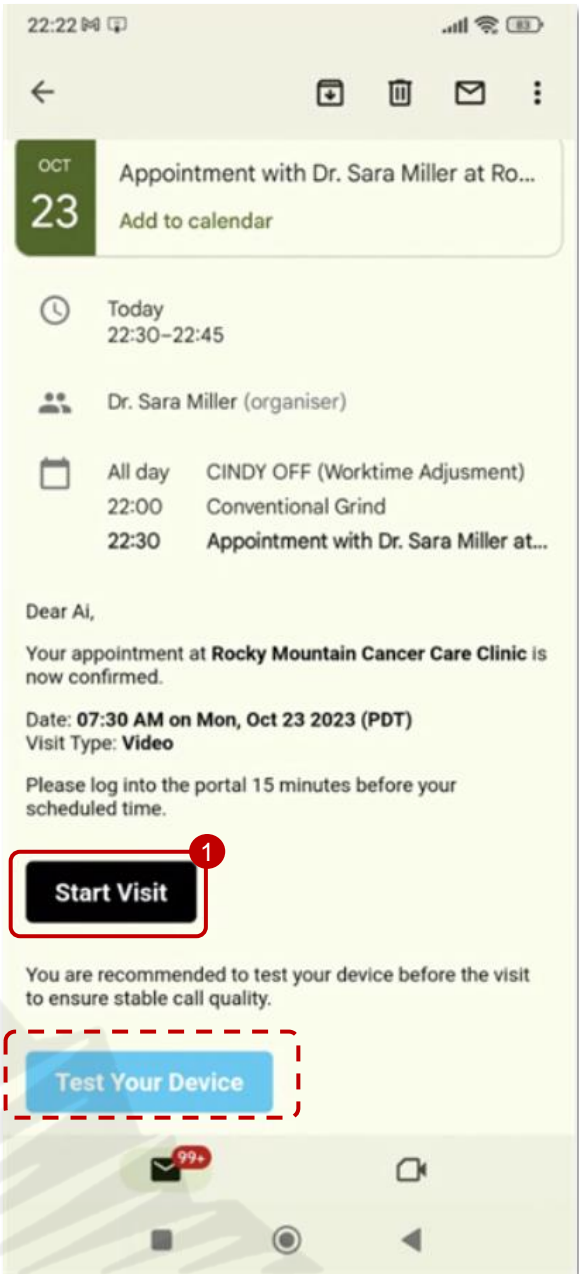 22:22
83
OCT
23
Appointment with Dr. Sara Miller at Ro...
Add to calendar
Today
22:30–22:45
Dr. Sara Miller (organiser)
All day CINDY OFF (Worktime Adjusment)
22:00 Conventional Grind
22:30 Appointment with Dr. Sara Miller at...
Dear Ai,
Your appointment at Rocky Mountain Cancer Care Clinic is
now confirmed.
Date: 07:30 AM on Mon, Oct 23 2023 (PDT)
Visit Type: Video
Please log into the portal 15 minutes before your
scheduled time.
1
Start Visit
You are recommended to test your device before the visit
to ensure stable call quality.
Test Your Device
99+